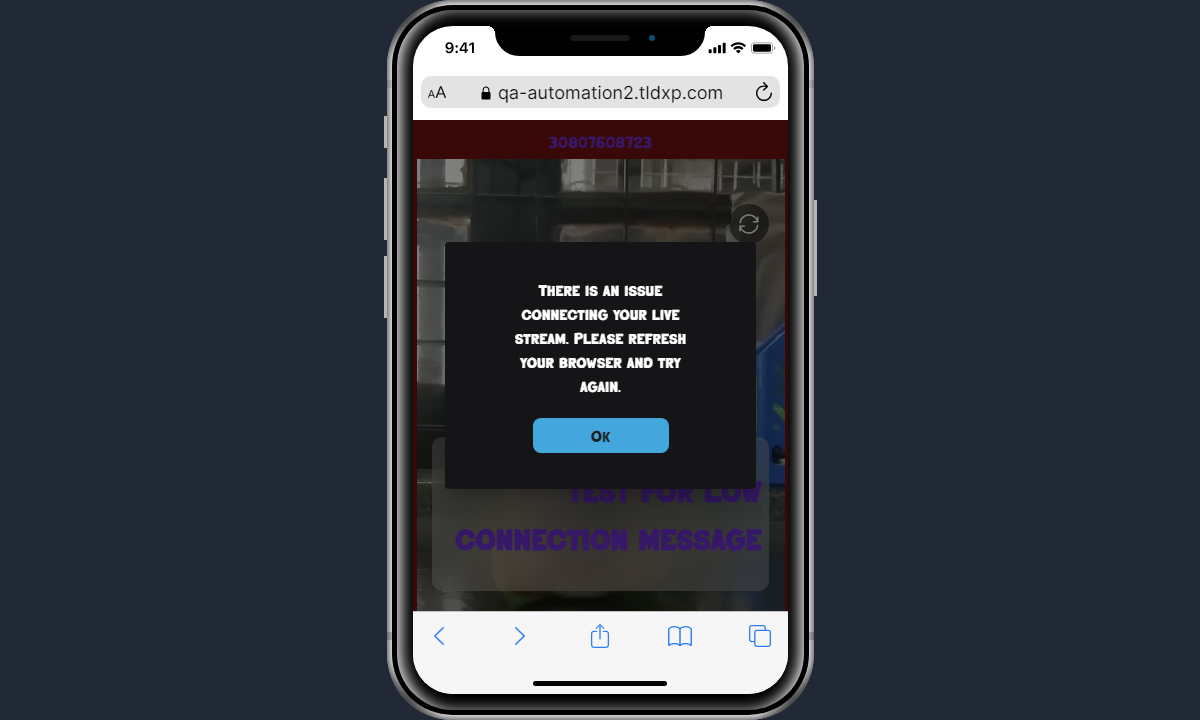 9:41
AA qa-automation2.tldxp.com
30807608723
There is an issue
connecting your live
stream. Please refresh
your browser and try
again.
Ok
TEST FOR LOW
CONNECTION MESSAGE